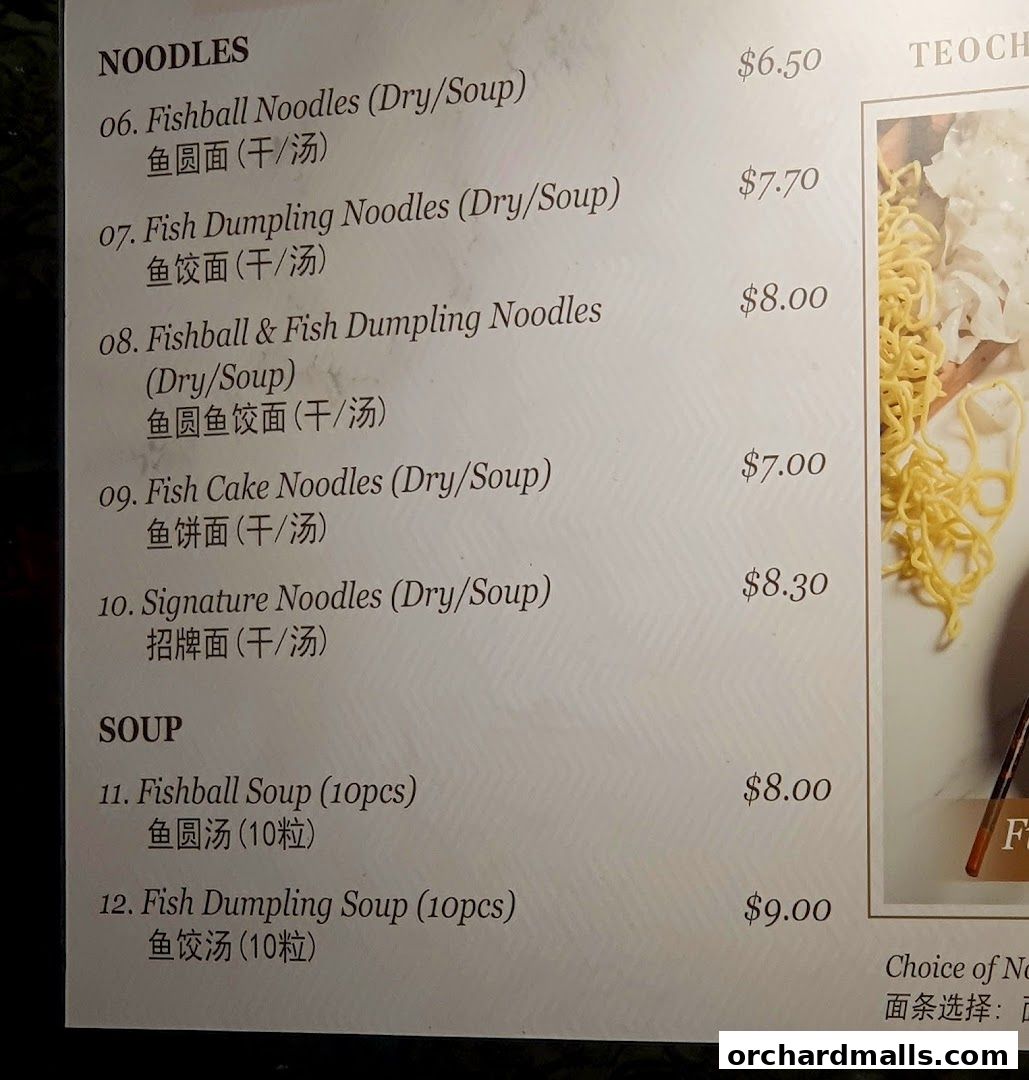 NOODLES
06. Fishball Noodles (Dry/Soup) $6.50
鱼圆面(干/汤)
07. Fish Dumpling Noodles (Dry/Soup) $7.70
鱼饺面(干/汤)
08. Fishball & Fish Dumpling Noodles $8.00
(Dry/Soup)
鱼圆鱼饺面(干/汤)
09. Fish Cake Noodles (Dry/Soup) $7.00
鱼饼面(干/汤)
10. Signature Noodles (Dry/Soup) $8.30
招牌面(干/汤)
SOUP
11. Fishball Soup (10pcs) $8.00
鱼圆汤(10粒)
12. Fish Dumpling Soup (10pcs) $9.00
鱼饺汤(10粒)
TEOCH
Choice of
面条选择:
orchardmalls.com